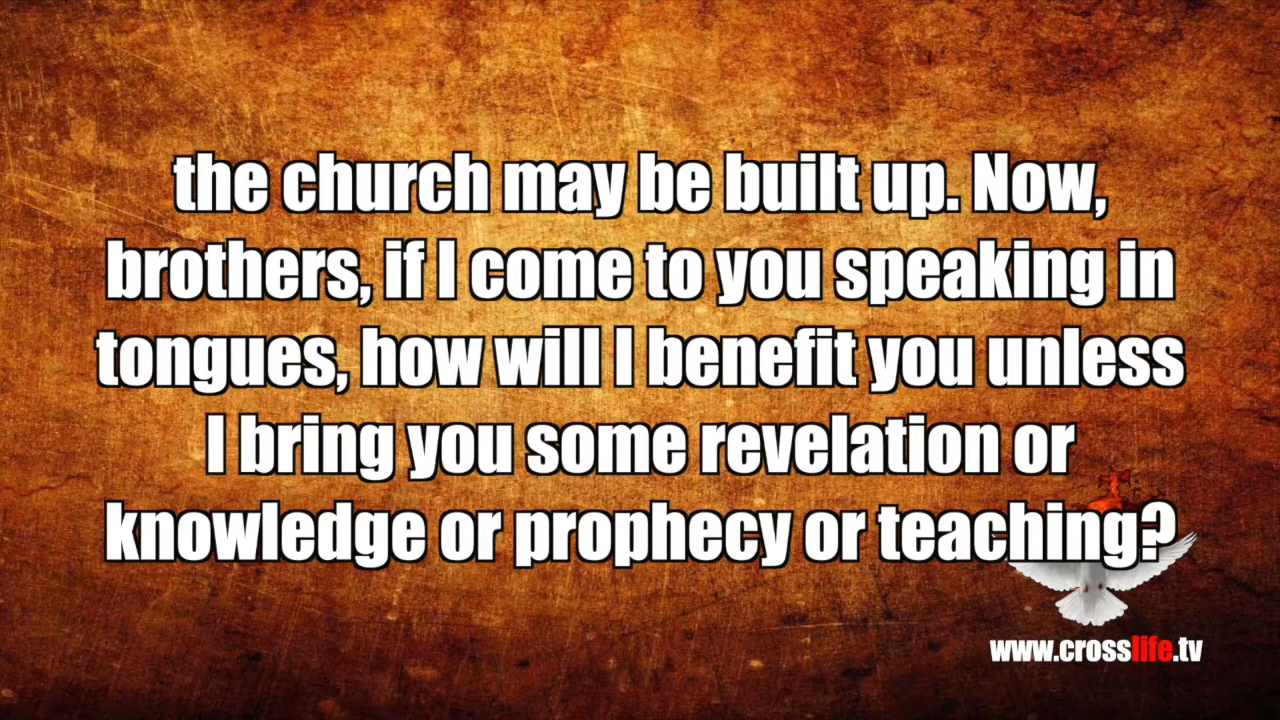 the church may be built up. Now,
brothers, if I come to you speaking in
tongues, how will I benefit you unless
I bring you some revelation or
knowledge or prophecy or teaching?
www.crosslife.tv